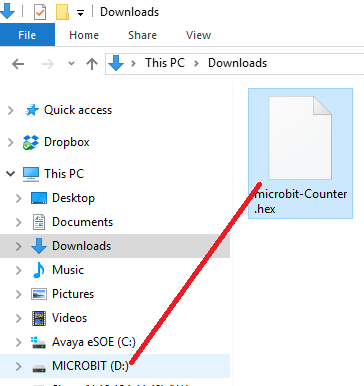 Downloads
File
Home
Share
View
This PC
Downloads
Quick access
Dropbox
This PC
Desktop
Documents
Downloads
Music
Pictures
Videos
Avaya eSOE (C:)
MICROBIT (D:)
microbit-Counter
.hex